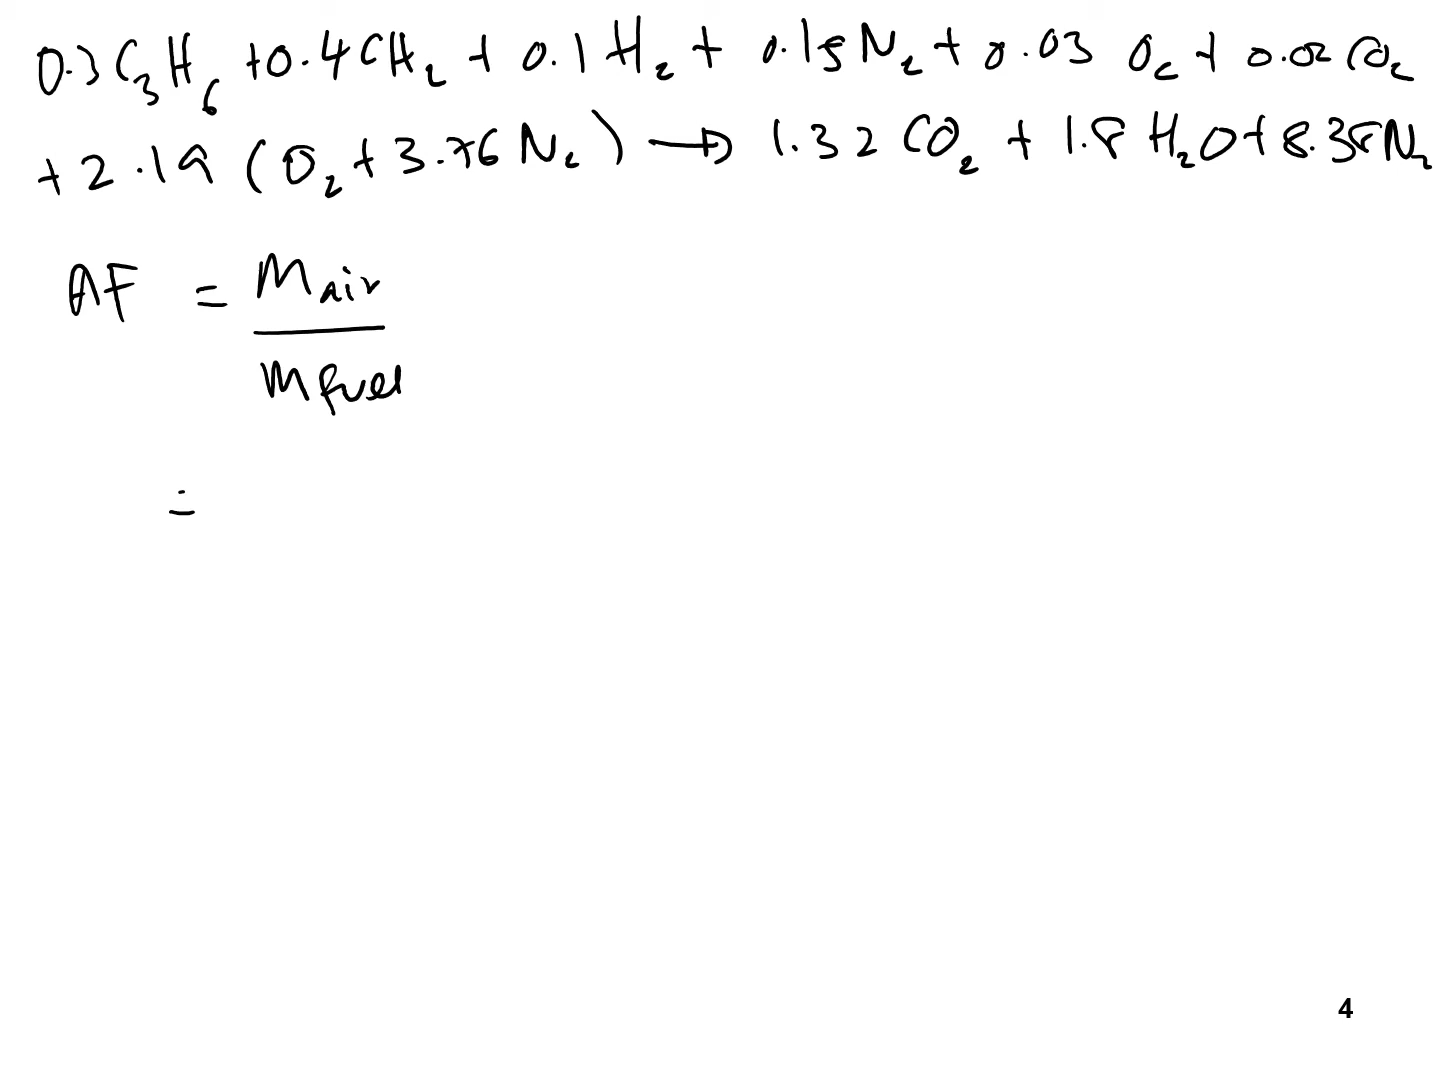 0.3 C₃H₆ + 0.4 CH₂ + 0.1 H₂ + 0.15 N₂ + 0.03 O₂ + 0.02 CO₂
+ 2.19 (O₂ + 3.76 N₂) → 1.32 CO₂ + 1.8 H₂O + 8.38 N₂
AF = Mair
mfuel
=
4